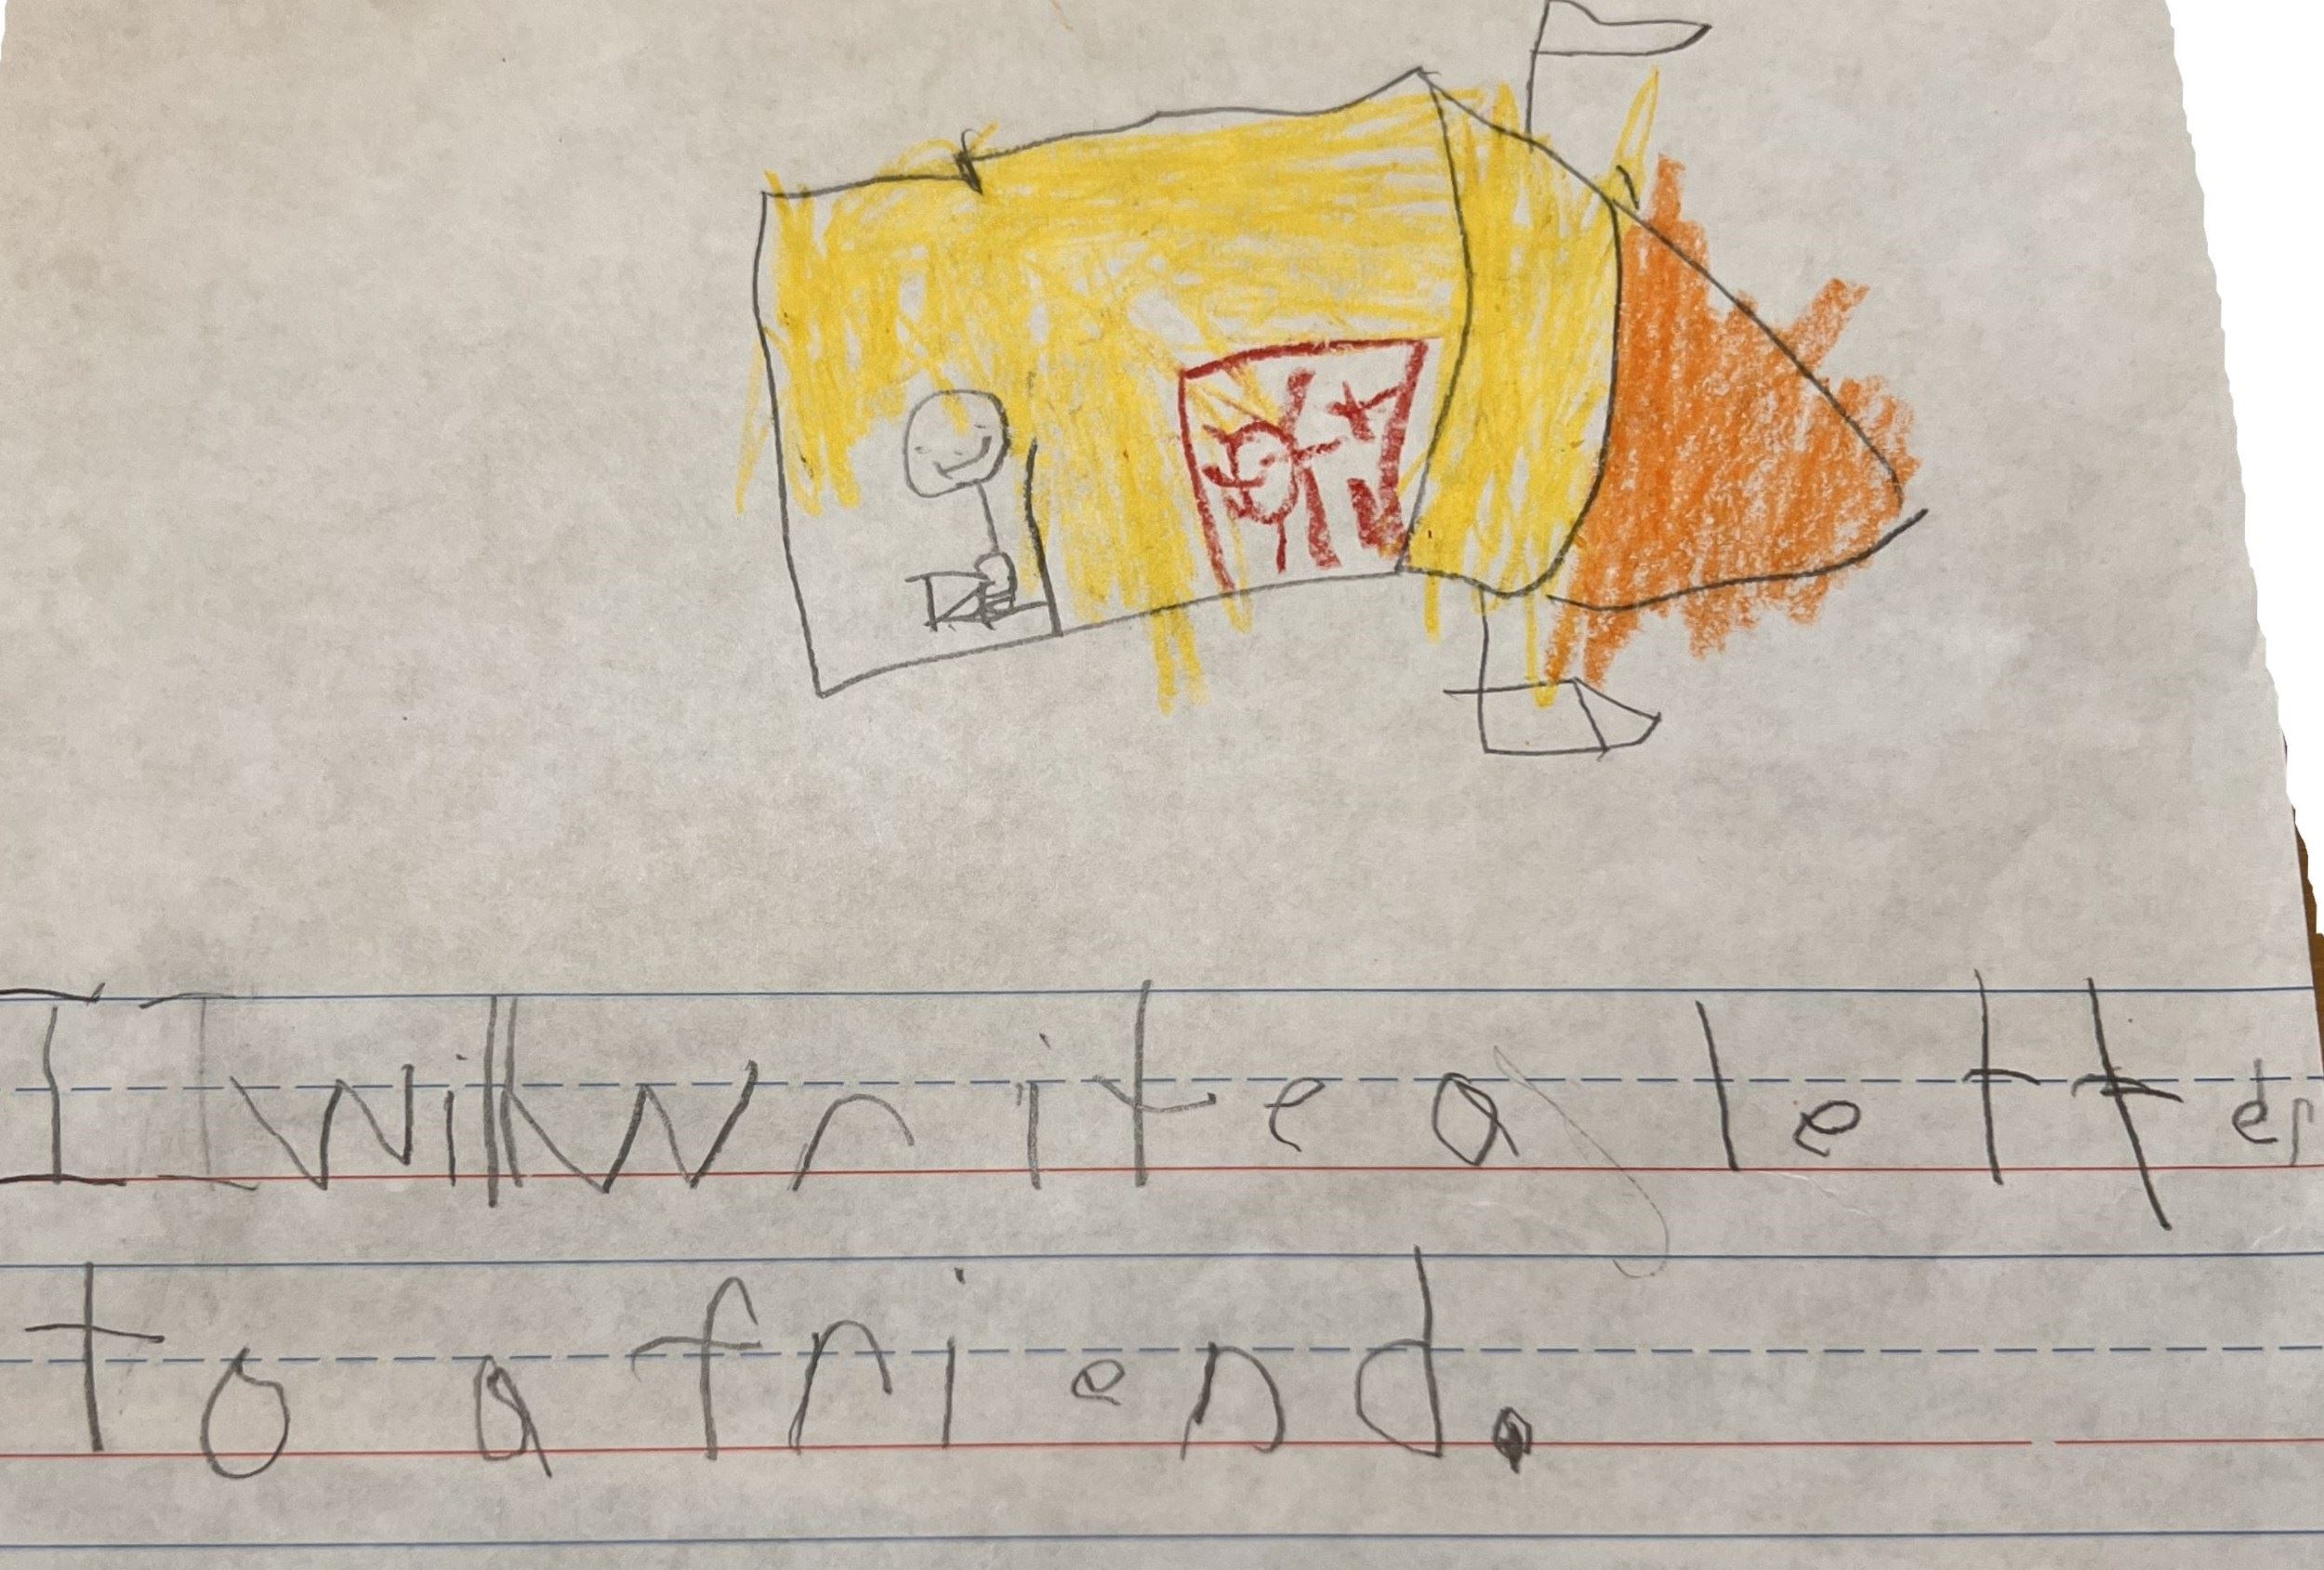 I will write a letter
to a friend.